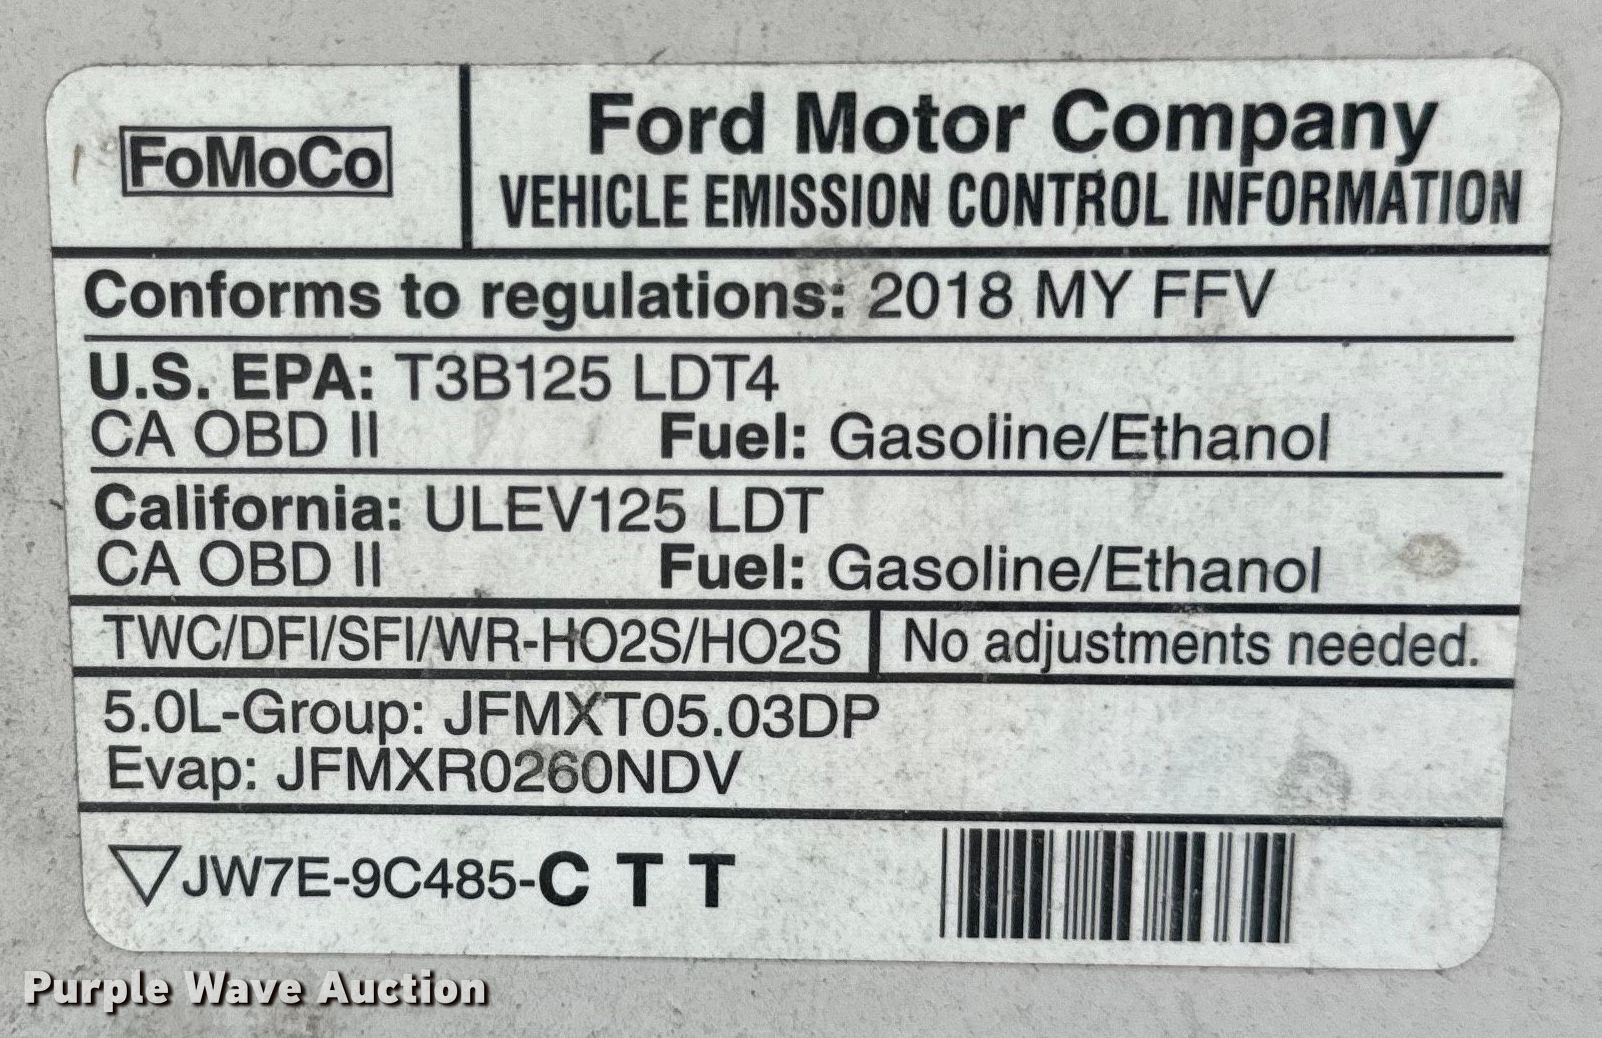 FoMoCo
Ford Motor Company
VEHICLE EMISSION CONTROL INFORMATION
Conforms to regulations: 2018 MY FFV
U.S. EPA: T3B125 LDT4
CA OBD II Fuel: Gasoline/Ethanol
California: ULEV125 LDT
CA OBD II Fuel: Gasoline/Ethanol
TWC/DFI/SFI/WR-HO2S/HO2S No adjustments needed.
5.0L-Group: JFMXT05.03DP
Evap: JFMXR0260NDV
JW7E-9C485-C T T
Purple Wave Auction